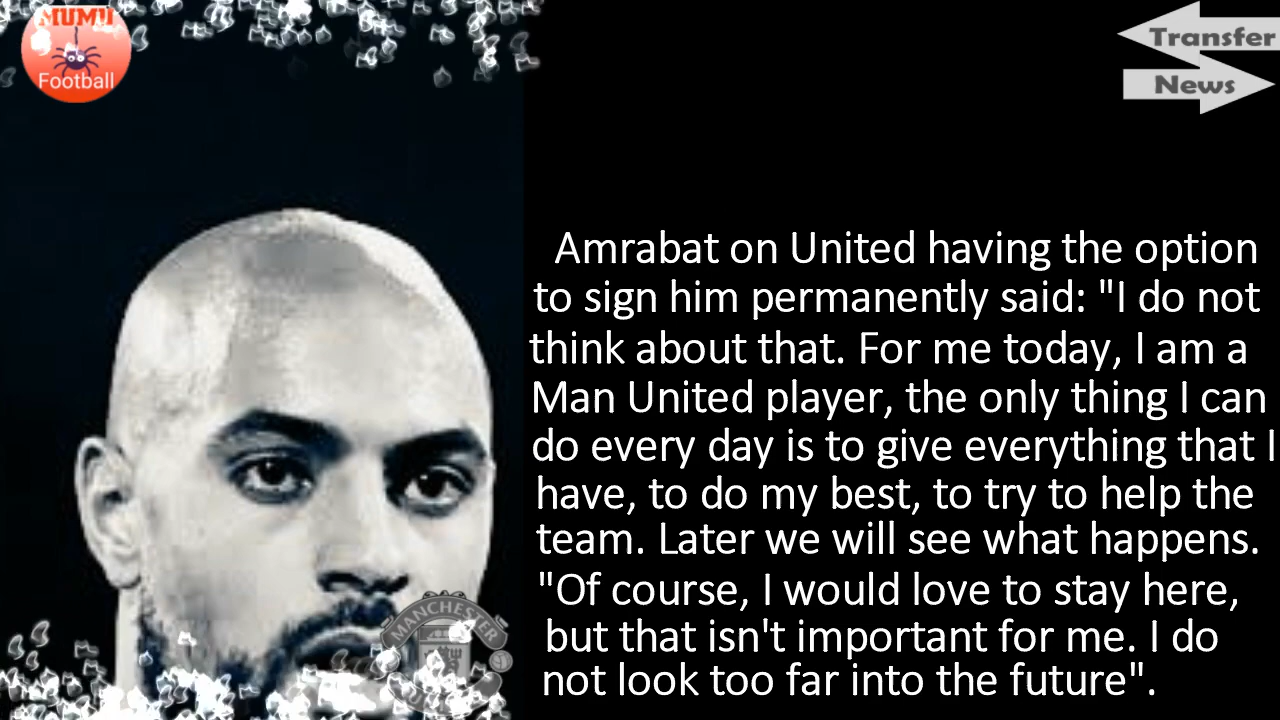 MUMU
Football
Transfer
News
Amrabat on United having the option
to sign him permanently said: "I do not
think about that. For me today, I am a
Man United player, the only thing I can
do every day is to give everything that I
have, to do my best, to try to help the
team. Later we will see what happens.
"Of course, I would love to stay here,
but that isn't important for me. I do
not look too far into the future".
MANCHESTER